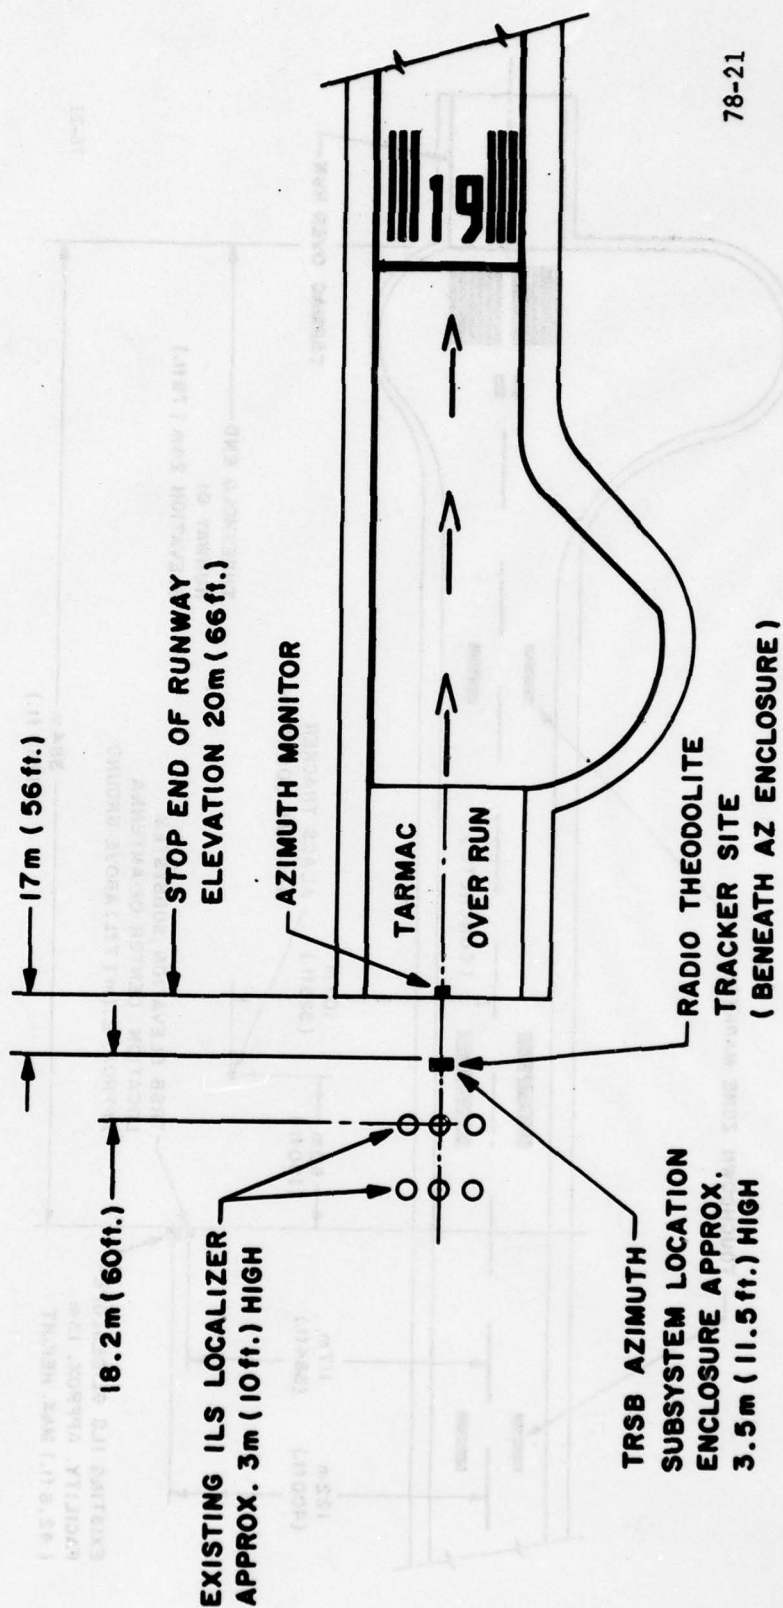 17m (56ft.)
18.2m (60ft.)
STOP END OF RUNWAY
ELEVATION 20m (66ft.)
EXISTING ILS LOCALIZER
APPROX. 3m (10ft.) HIGH
AZIMUTH MONITOR
TARMAC
OVER RUN
19
TRSB AZIMUTH
SUBSYSTEM LOCATION
ENCLOSURE APPROX.
3.5m (11.5ft.) HIGH
RADIO THEODOLITE
TRACKER SITE
(BENEATH AZ ENCLOSURE)
78-21